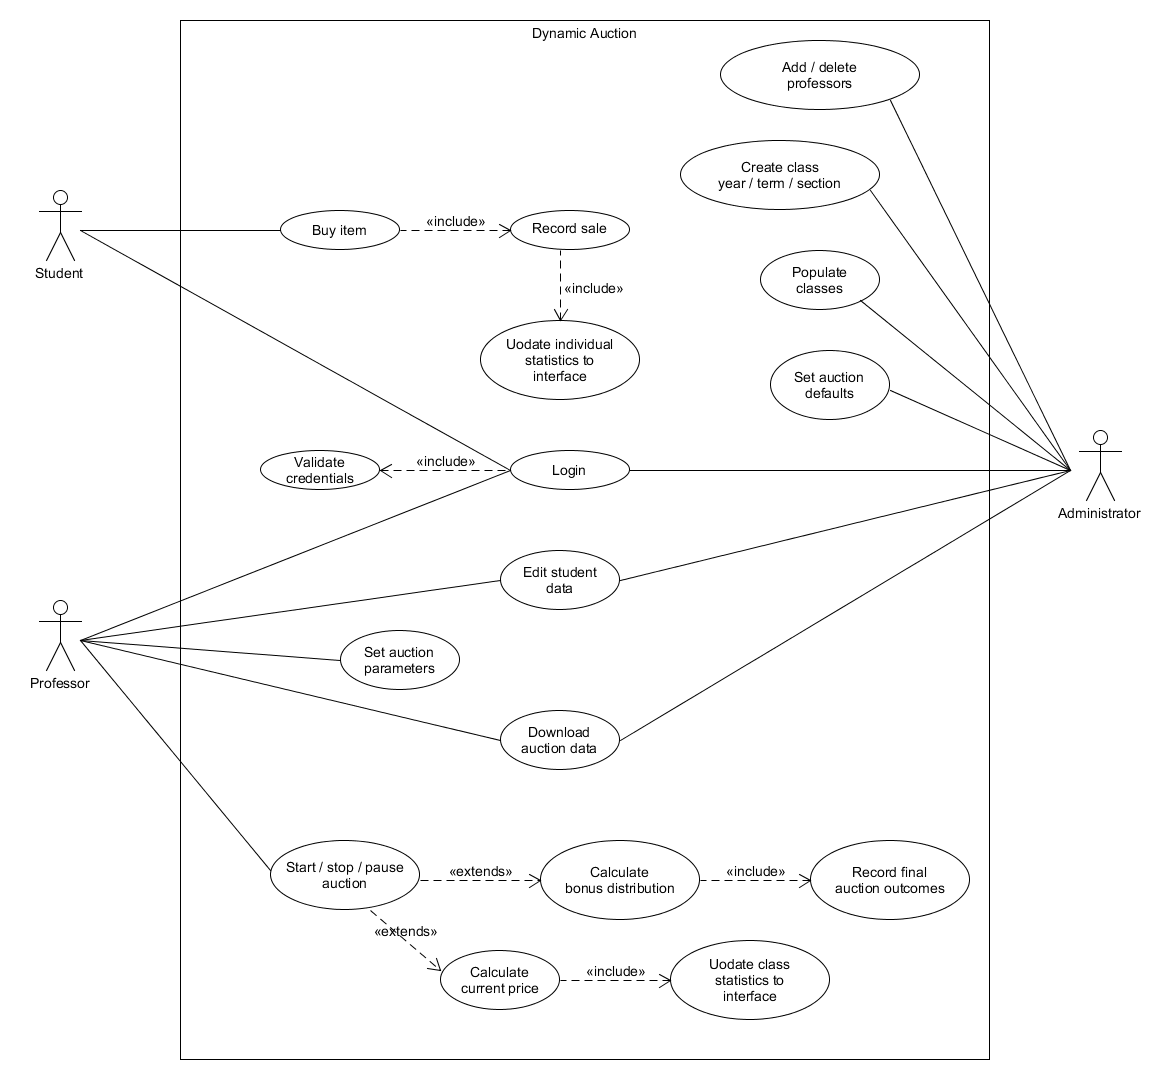 Dynamic Auction
Add / delete
professors
Create class
year / term / section
Student
Buy item
«include»
Record sale
«include»
Populate
classes
Uodate individual
statistics to
interface
Set auction
defaults
Validate
credentials
«include»
Login
Administrator
Edit student
data
Professor
Set auction
parameters
Download
auction data
Start / stop / pause
auction
«extends»
Calculate
bonus distribution
«include»
Record final
auction outcomes
«extends»
Calculate
current price
«include»
Uodate class
statistics to
interface